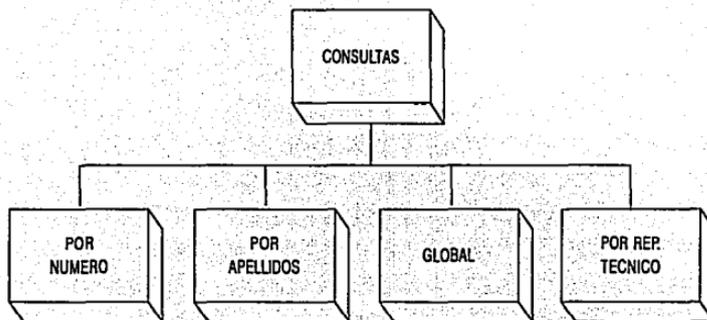 CONSULTAS
POR
NUMERO
POR
APELLIDOS
GLOBAL
POR REP.
TECNICO